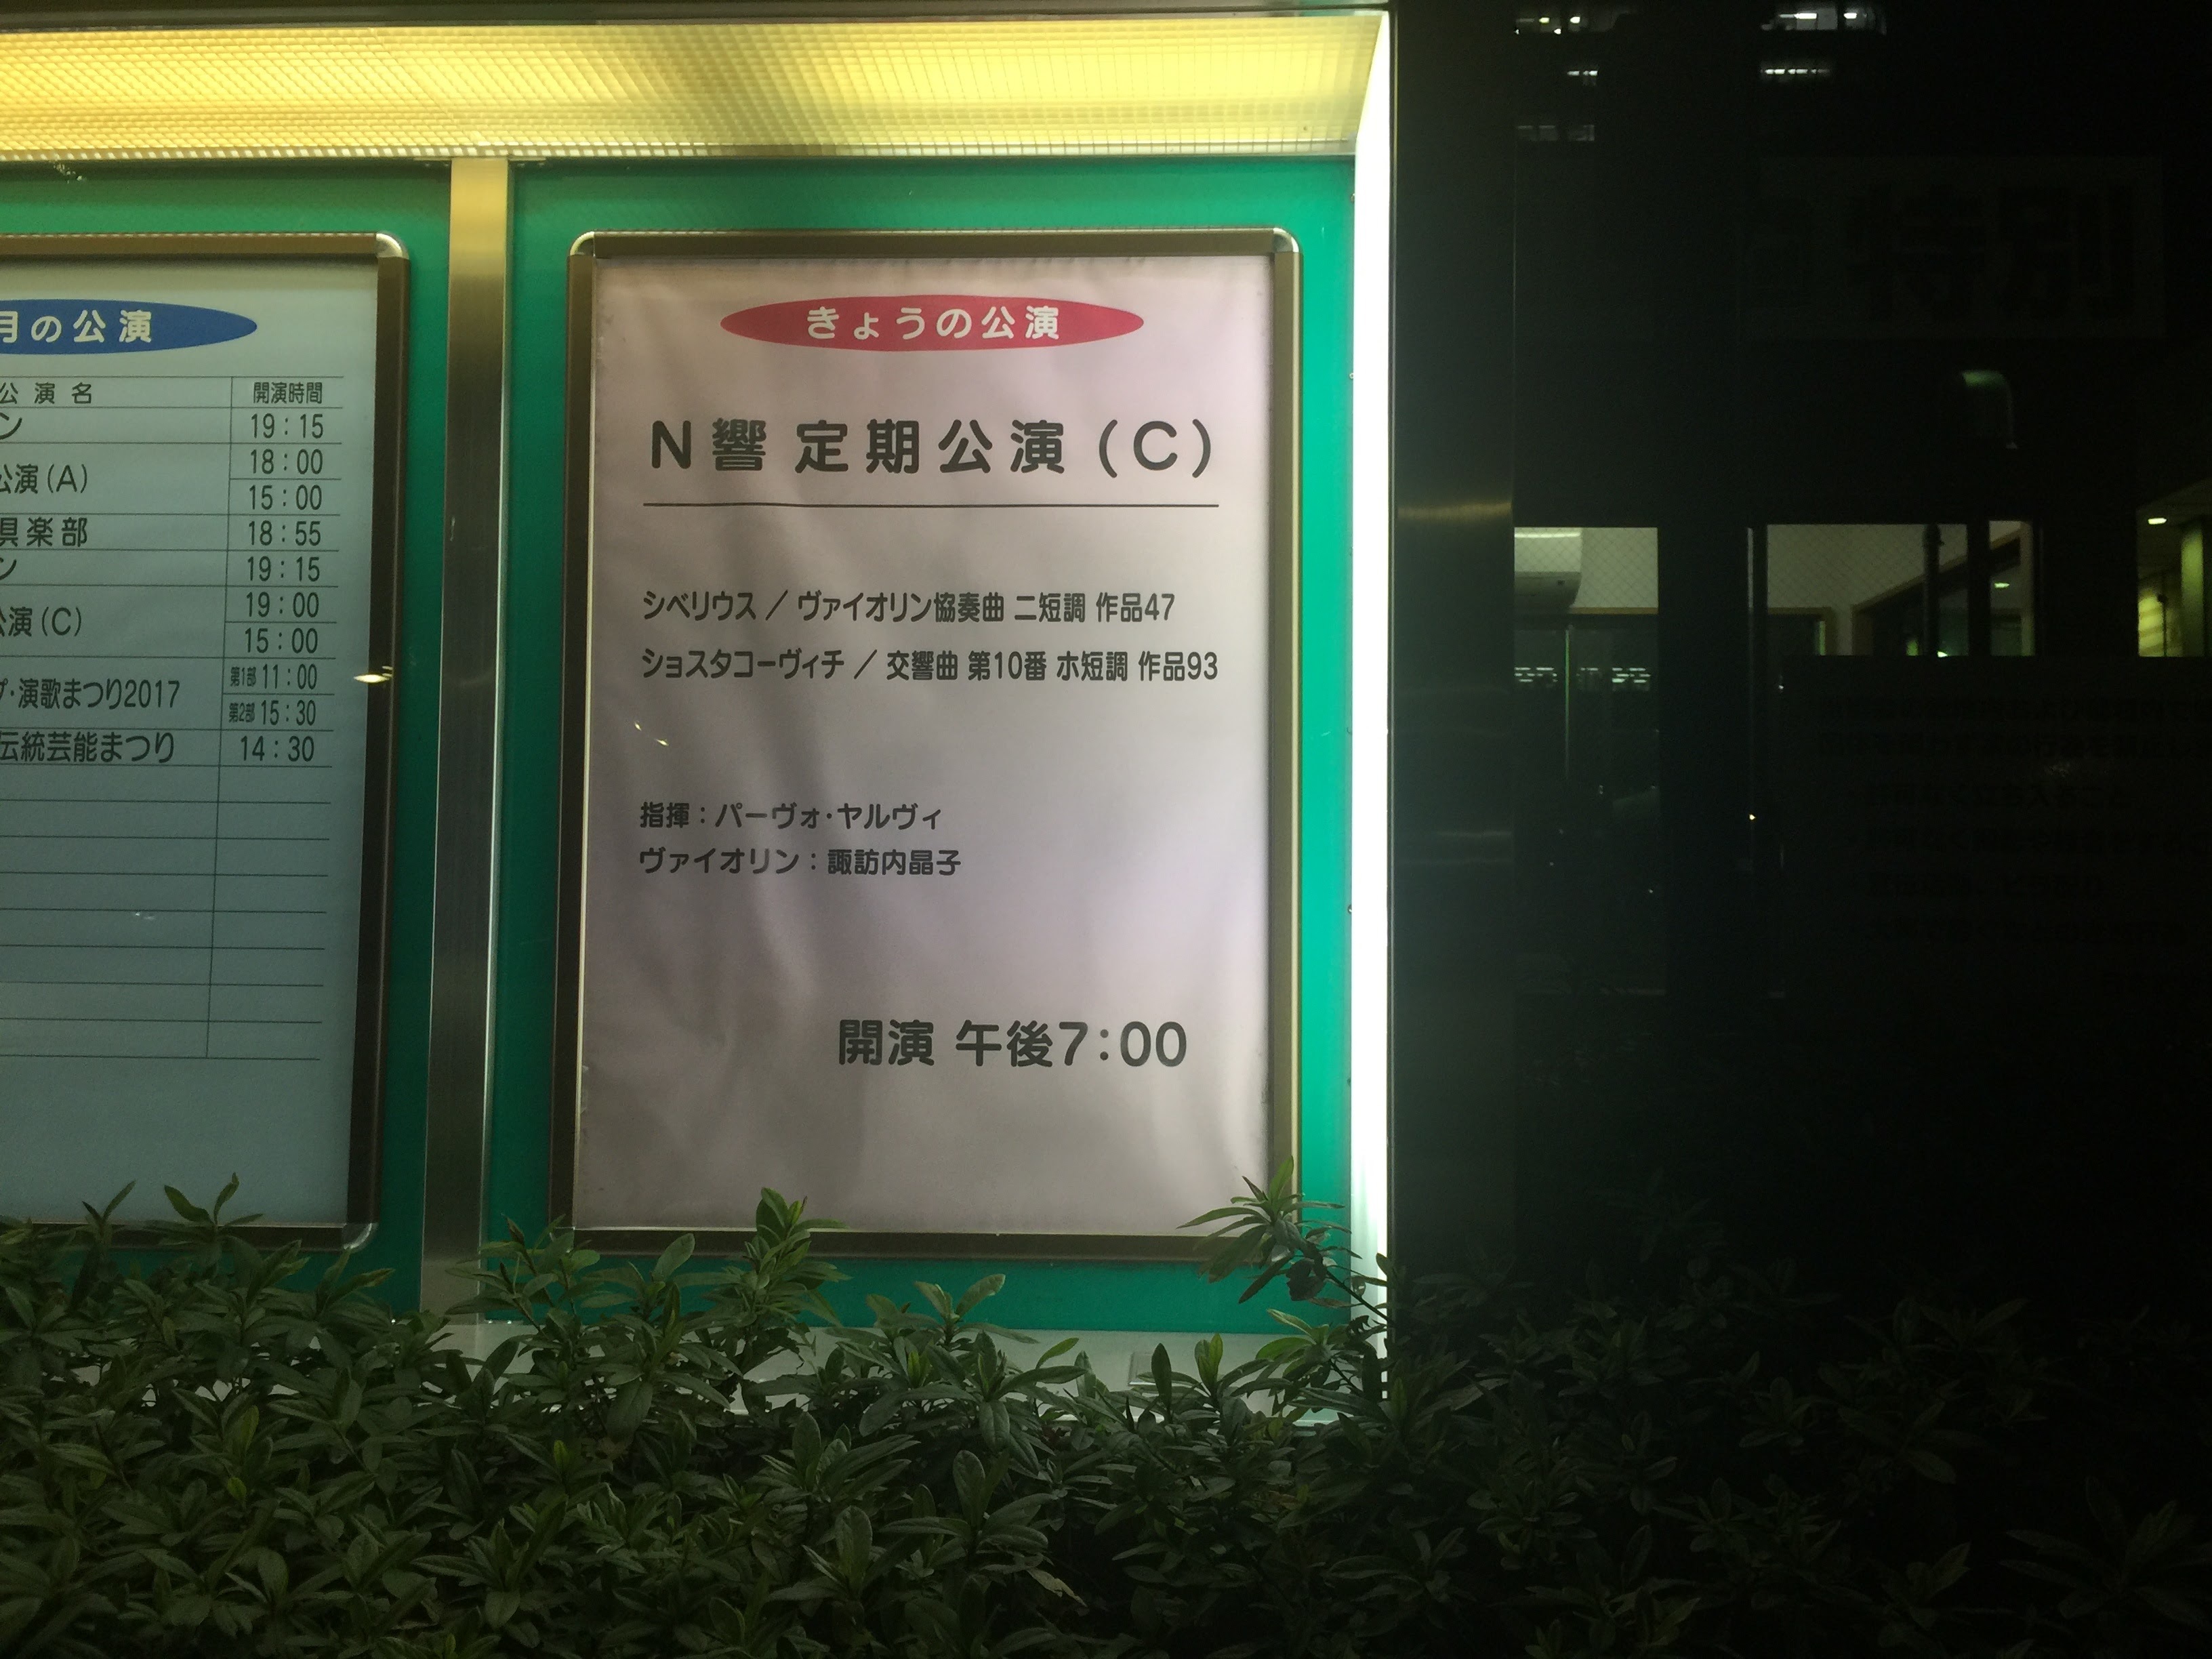 月の公演
公演名 開演時間
ン 19:15
公演(A) 18:00
15:00
倶楽部 18:55
ン 19:15
公演(C) 19:00
15:00
・演歌まつり2017 第1部 11:00
第2部 15:30
伝統芸能まつり 14:30
きょうの公演
N響 定期公演(C)
シベリウス/ヴァイオリン協奏曲 ニ短調 作品47
ショスタコーヴィチ/交響曲 第10番 ホ短調 作品93
指揮:パーヴォ・ヤルヴィ
ヴァイオリン:諏訪内晶子
開演 午後7:00
特別